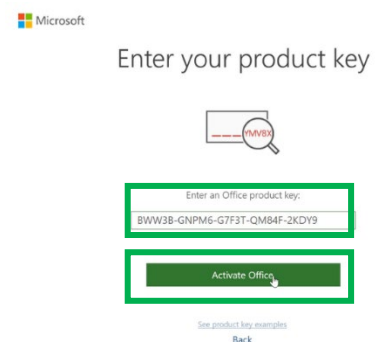 Microsoft
Enter your product key
YMV8X
Enter an Office product key:
BWW3B-GNPM6-G7F3T-QM84F-2KDY9
Activate Office
See product key examples
Back